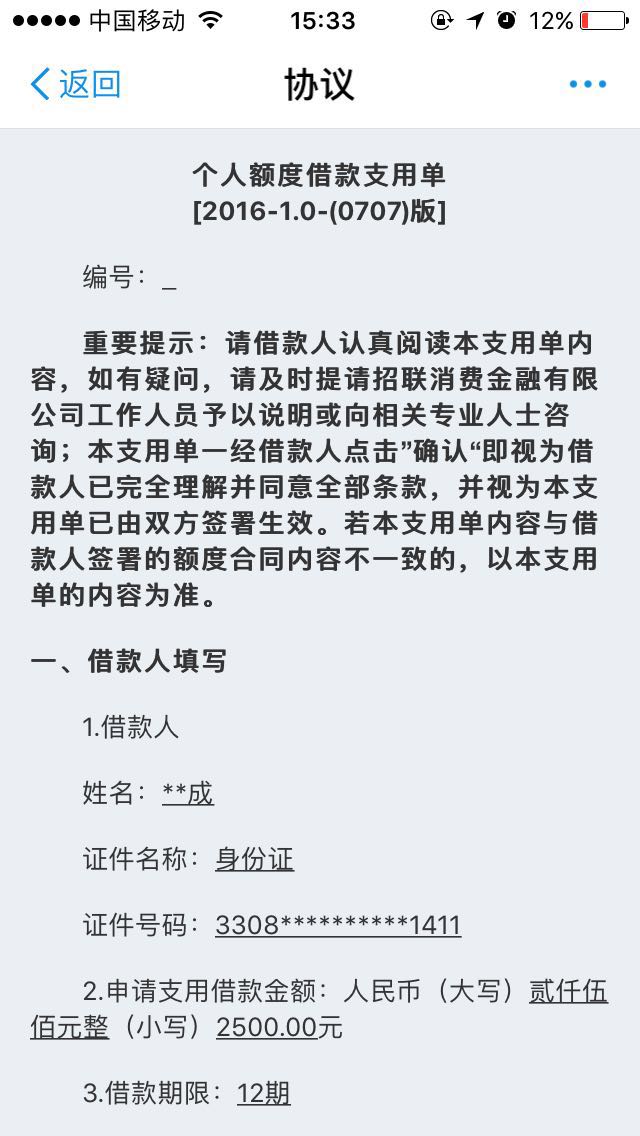 中国移动 15:33 12%
返回 协议
个人额度借款支用单
[2016-1.0-(0707)版]
编号：_
重要提示：请借款人认真阅读本支用单内
容，如有疑问，请及时提请招联消费金融有限
公司工作人员予以说明或向相关专业人士咨
询；本支用单一经借款人点击”确认“即视为借
款人已完全理解并同意全部条款，并视为本支
用单已由双方签署生效。若本支用单内容与借
款人签署的额度合同内容不一致的，以本支用
单的内容为准。
一、借款人填写
1.借款人
姓名：**成
证件名称：身份证
证件号码：3308**********1411
2.申请支用借款金额：人民币（大写）贰仟伍
佰元整（小写）2500.00元
3.借款期限：12期